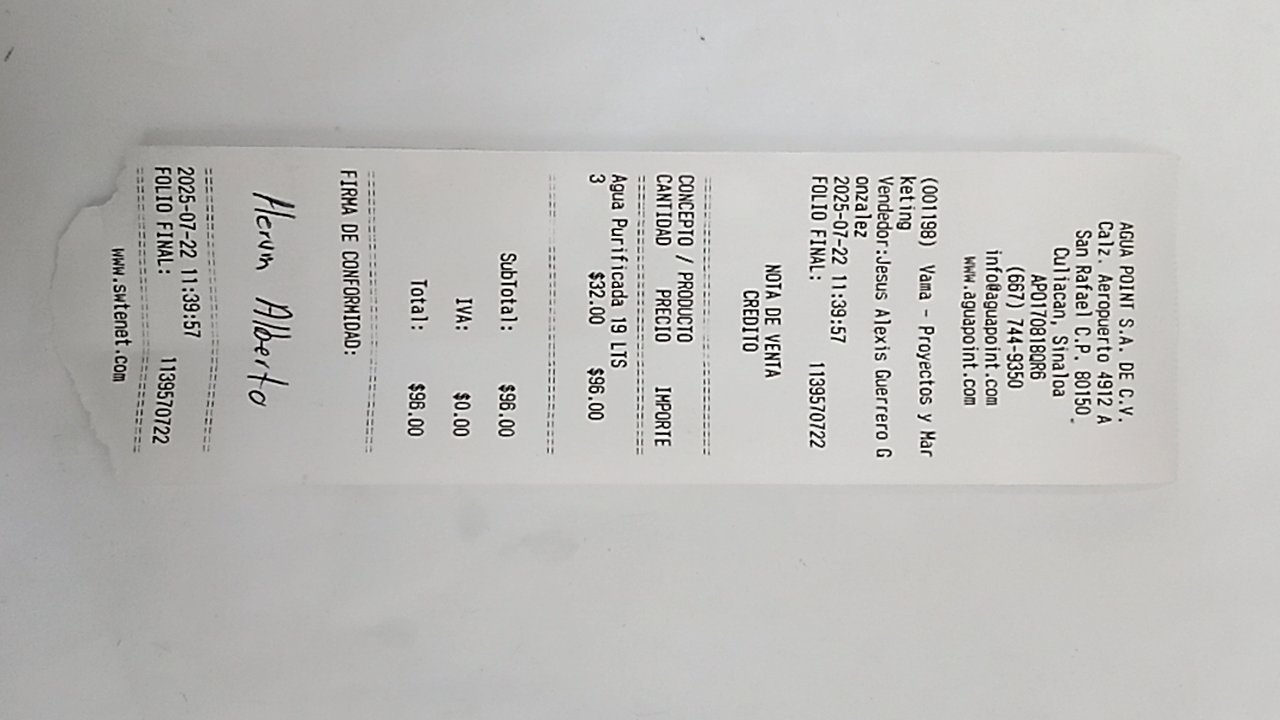 AGUA POINT S.A. DE C.V.
Calz. Aeropuerto 4912 A
San Rafael C.P. 80150,
Culiacan, Sinaloa
APO170818QR6
(667) 744-9350
info@aguapoint.com
www.aguapoint.com
(001198) Vama - Proyectos y Mar
keting
Vendedor:Jesus Alexis Guerrero G
onzalez
2025-07-22 11:39:57
FOLIO FINAL: 1139570722
NOTA DE VENTA
CREDITO
================================
CONCEPTO / PRODUCTO
CANTIDAD PRECIO IMPORTE
================================
Agua Purificada 19 LTS
3 $32.00 $96.00
================================
SubTotal: $96.00
IVA: $0.00
Total: $96.00
================================
FIRMA DE CONFORMIDAD:
Alberto
================================
2025-07-22 11:39:57
FOLIO FINAL: 1139570722
================================
www.swtenet.com